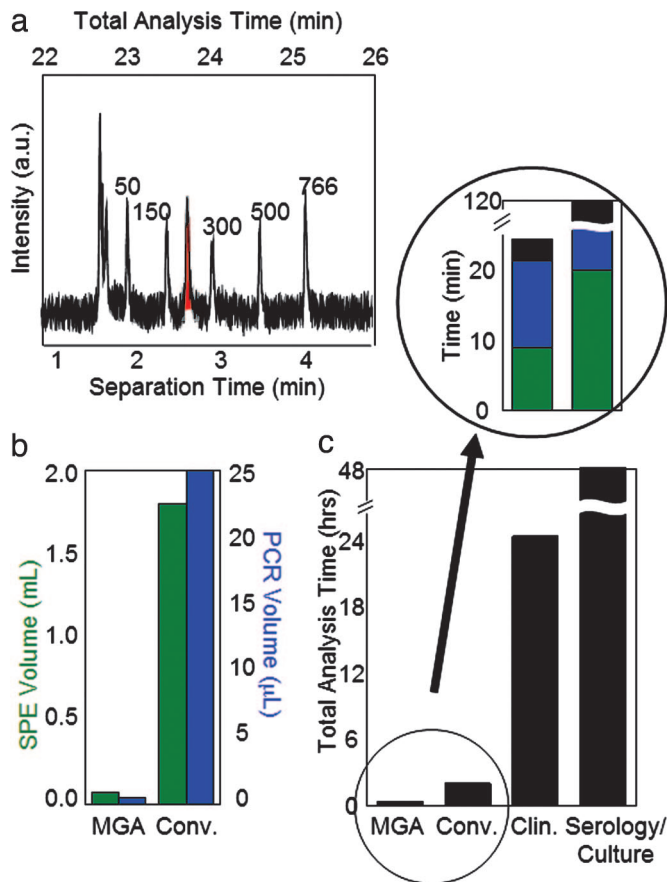 a
Total Analysis Time (min)
22 23 24 25 26
Intensity (a.u.)
50
150
300
500
766
1 2 3 4
Separation Time (min)
120
20
10
0
Time (min)
b
2.0
1.5
1.0
0.5
0.0
SPE Volume (mL)
25
20
15
10
5
0
PCR Volume (µL)
MGA Conv.
c
48
24
18
12
6
0
Total Analysis Time (hrs)
MGA Conv. Clin. Serology/
Culture